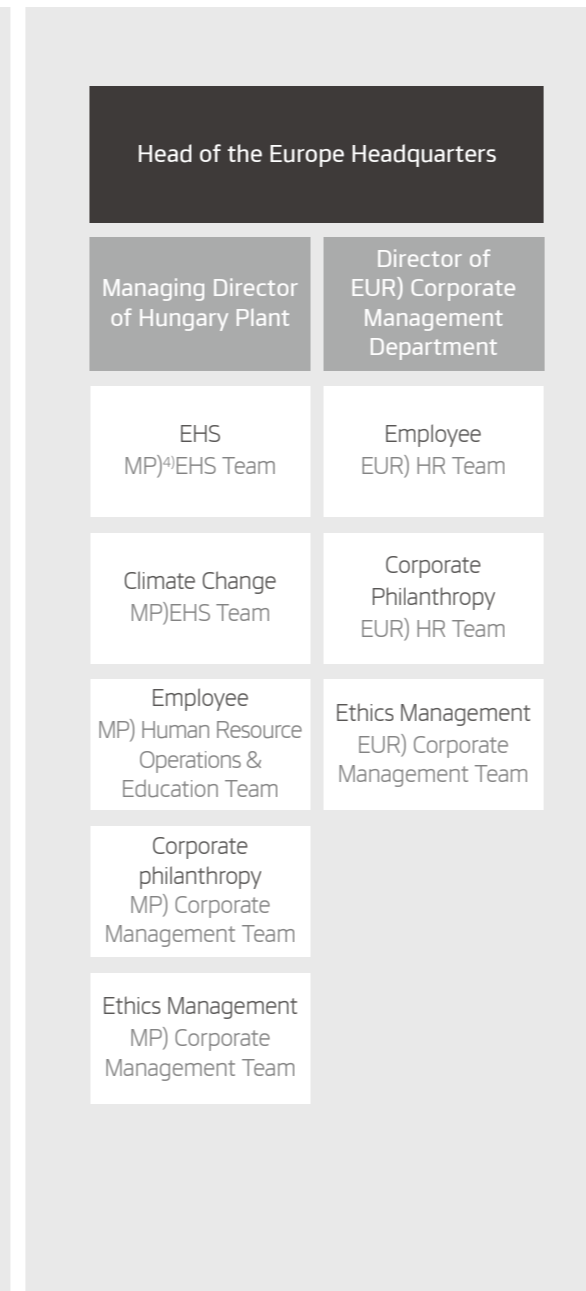 Head of the Europe Headquarters
Managing Director
of Hungary Plant
Director of
EUR) Corporate
Management
Department
EHS
MP)4)EHS Team
Employee
EUR) HR Team
Climate Change
MP)EHS Team
Corporate
Philanthropy
EUR) HR Team
Employee
MP) Human Resource
Operations &
Education Team
Ethics Management
EUR) Corporate
Management Team
Corporate
philanthropy
MP) Corporate
Management Team
Ethics Management
MP) Corporate
Management Team